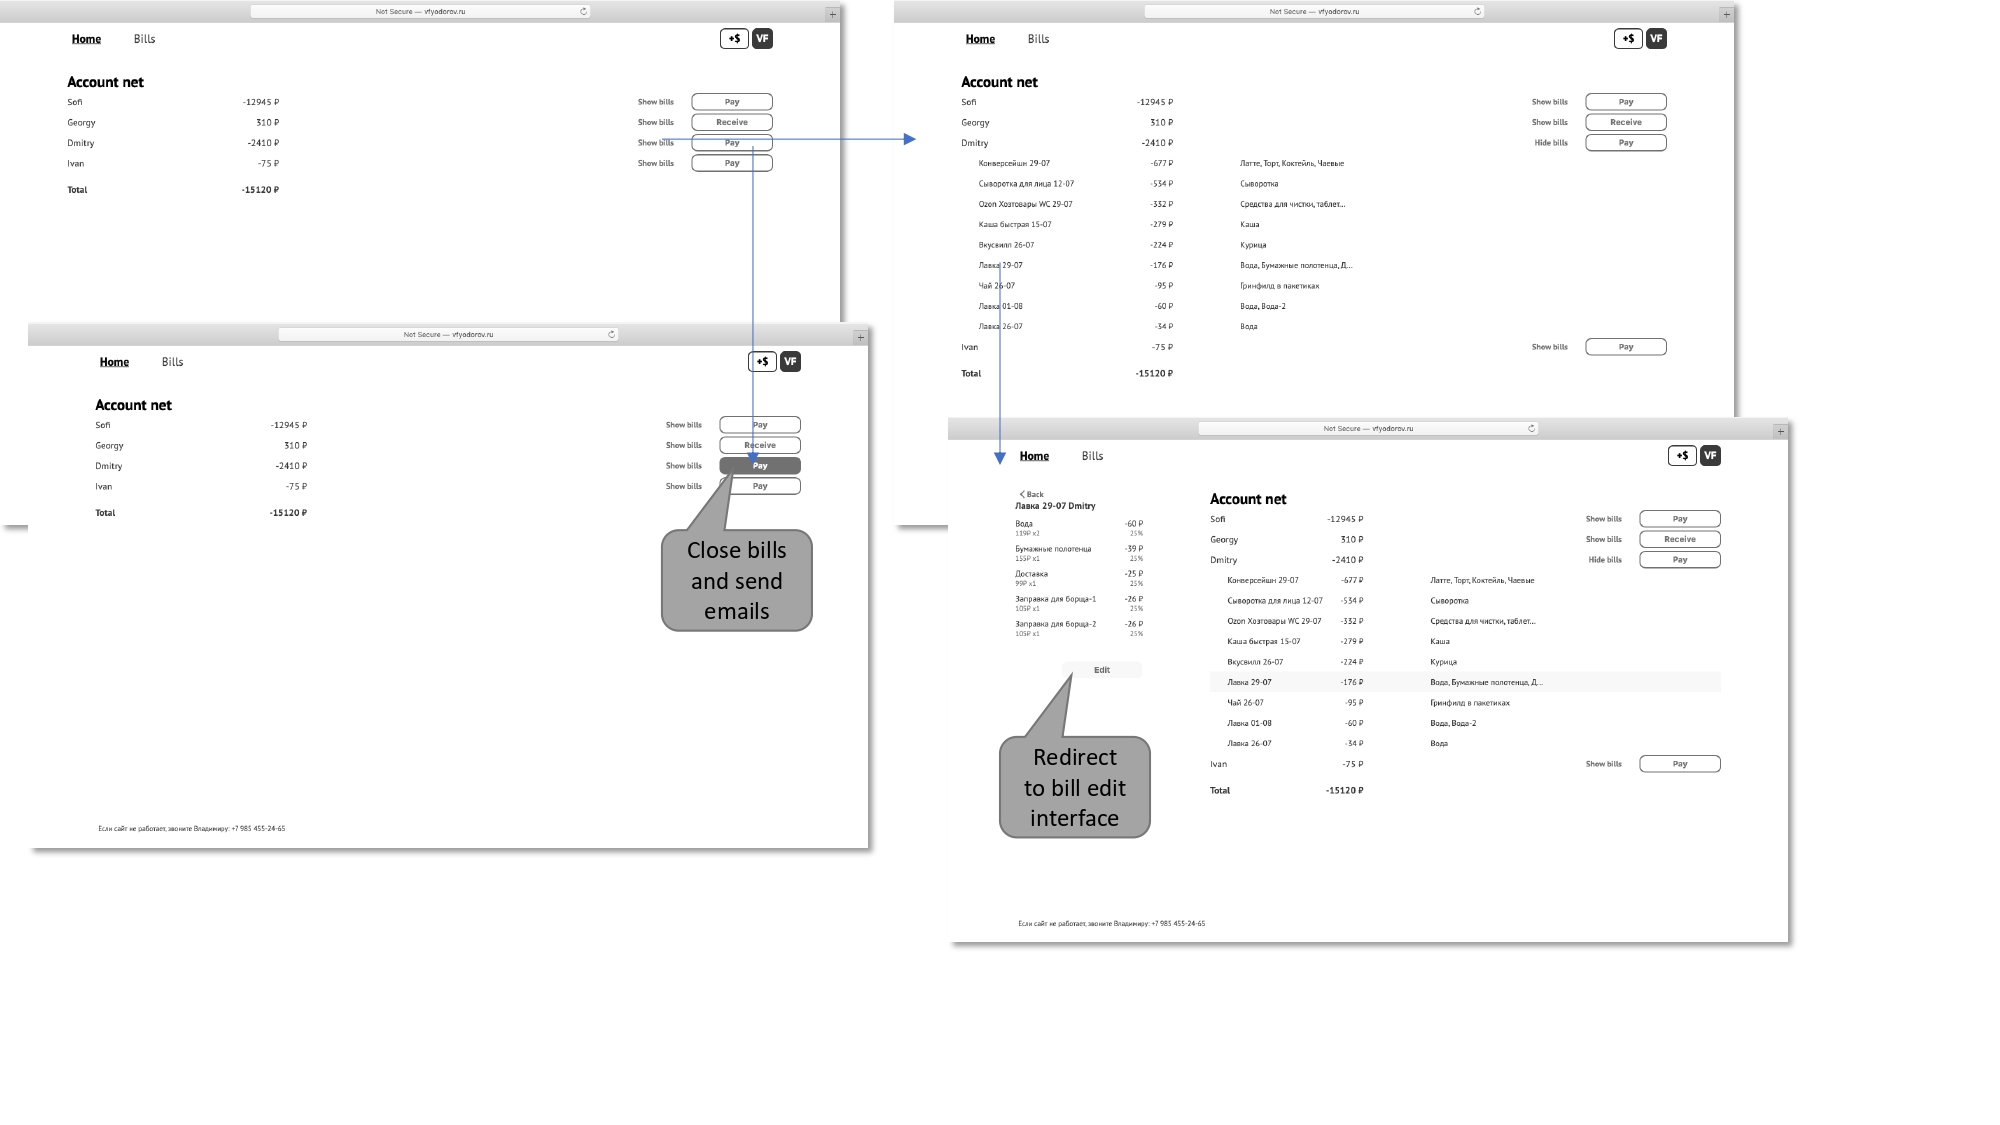 Not Secure — vfyodorov.ru
Home Bills +$ VF
Account net
Sofi -12945 ₽ Show bills Pay
Georgy 310 ₽ Show bills Receive
Dmitry -2410 ₽ Show bills Pay
Ivan -75 ₽ Show bills Pay
Total -15120 ₽
Not Secure — vfyodorov.ru
Home Bills +$ VF
Account net
Sofi -12945 ₽ Show bills Pay
Georgy 310 ₽ Show bills Receive
Dmitry -2410 ₽ Show bills Pay
Ivan -75 ₽ Show bills Pay
Total -15120 ₽
Close bills
and send
emails
Если сайт не работает, звоните Владимиру: +7 985 455-24-65
Not Secure — vfyodorov.ru
Home Bills +$ VF
Account net
Sofi -12945 ₽ Show bills Pay
Georgy 310 ₽ Show bills Receive
Dmitry -2410 ₽ Hide bills Pay
Конверсейшн 29-07 -677 ₽ Латте, Торт, Коктейль, Чаевые
Сыворотка для лица 12-07 -534 ₽ Сыворотка
Ozon Хозтовары WC 29-07 -332 ₽ Средства для чистки, таблет...
Каша быстрая 15-07 -279 ₽ Каша
Вкусвилл 26-07 -224 ₽ Курица
Лавка 29-07 -176 ₽ Вода, Бумажные полотенца, Д...
Чай 26-07 -95 ₽ Гринфилд в пакетиках
Лавка 01-08 -60 ₽ Вода, Вода-2
Лавка 26-07 -34 ₽ Вода
Ivan -75 ₽ Show bills Pay
Total -15120 ₽
Not Secure — vfyodorov.ru
Home Bills +$ VF
Back
Лавка 29-07 Dmitry
Вода -60 ₽
119₽ x2 25%
Бумажные полотенца -39 ₽
155₽ x1 25%
Доставка -25 ₽
99₽ x1 25%
Заправка для борща-1 -26 ₽
105₽ x1 25%
Заправка для борща-2 -26 ₽
105₽ x1 25%
Edit
Redirect
to bill edit
interface
Account net
Sofi -12945 ₽ Show bills Pay
Georgy 310 ₽ Show bills Receive
Dmitry -2410 ₽ Hide bills Pay
Конверсейшн 29-07 -677 ₽ Латте, Торт, Коктейль, Чаевые
Сыворотка для лица 12-07 -534 ₽ Сыворотка
Ozon Хозтовары WC 29-07 -332 ₽ Средства для чистки, таблет...
Каша быстрая 15-07 -279 ₽ Каша
Вкусвилл 26-07 -224 ₽ Курица
Лавка 29-07 -176 ₽ Вода, Бумажные полотенца, Д...
Чай 26-07 -95 ₽ Гринфилд в пакетиках
Лавка 01-08 -60 ₽ Вода, Вода-2
Лавка 26-07 -34 ₽ Вода
Ivan -75 ₽ Show bills Pay
Total -15120 ₽
Если сайт не работает, звоните Владимиру: +7 985 455-24-65